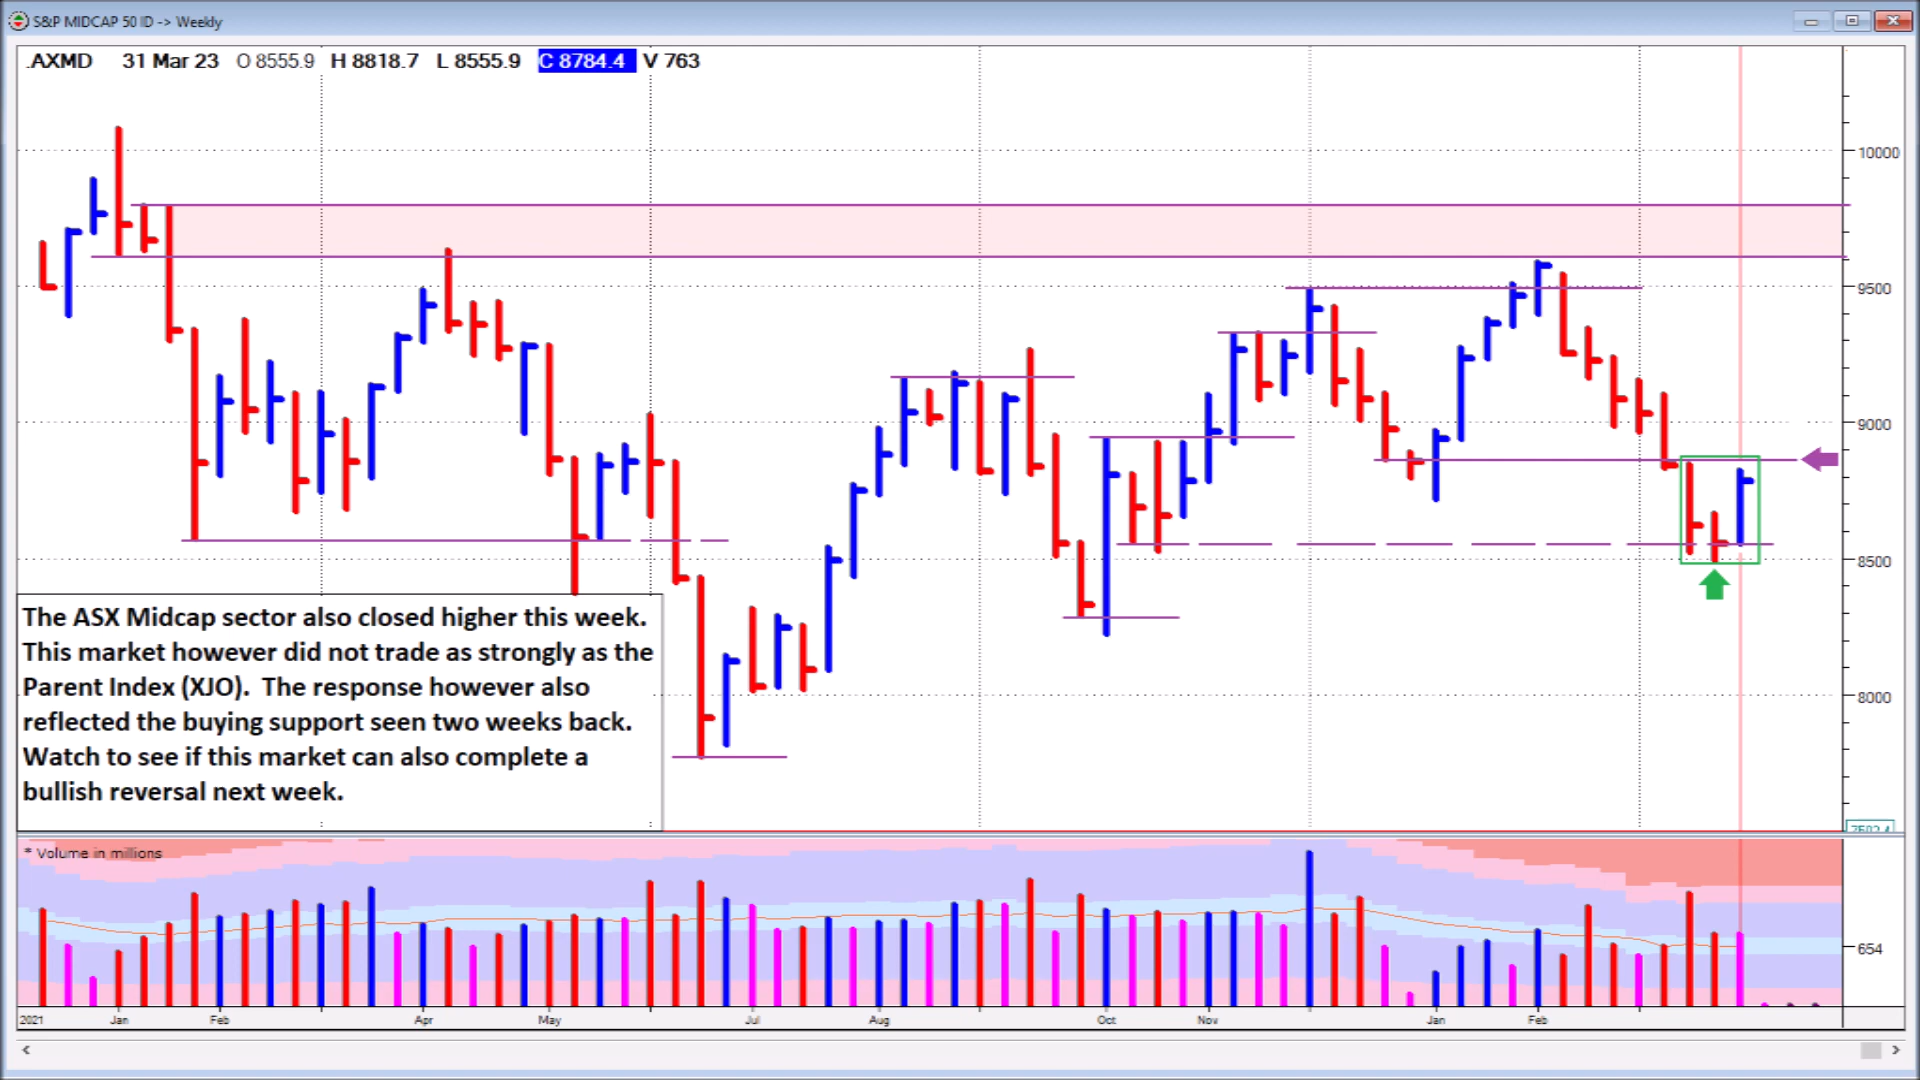 S&P MIDCAP 50 ID -> Weekly
.AXMD 31 Mar 23 O 8555.9 H 8818.7 L 8555.9 C 8784.4 V 763
10000
9500
9000
8500
8000
The ASX Midcap sector also closed higher this week.
This market however did not trade as strongly as the
Parent Index (XJO). The response however also
reflected the buying support seen two weeks back.
Watch to see if this market can also complete a
bullish reversal next week.
* Volume in millions
654
2021 Jan Feb Apr May Jul Aug Oct Nov Jan Feb